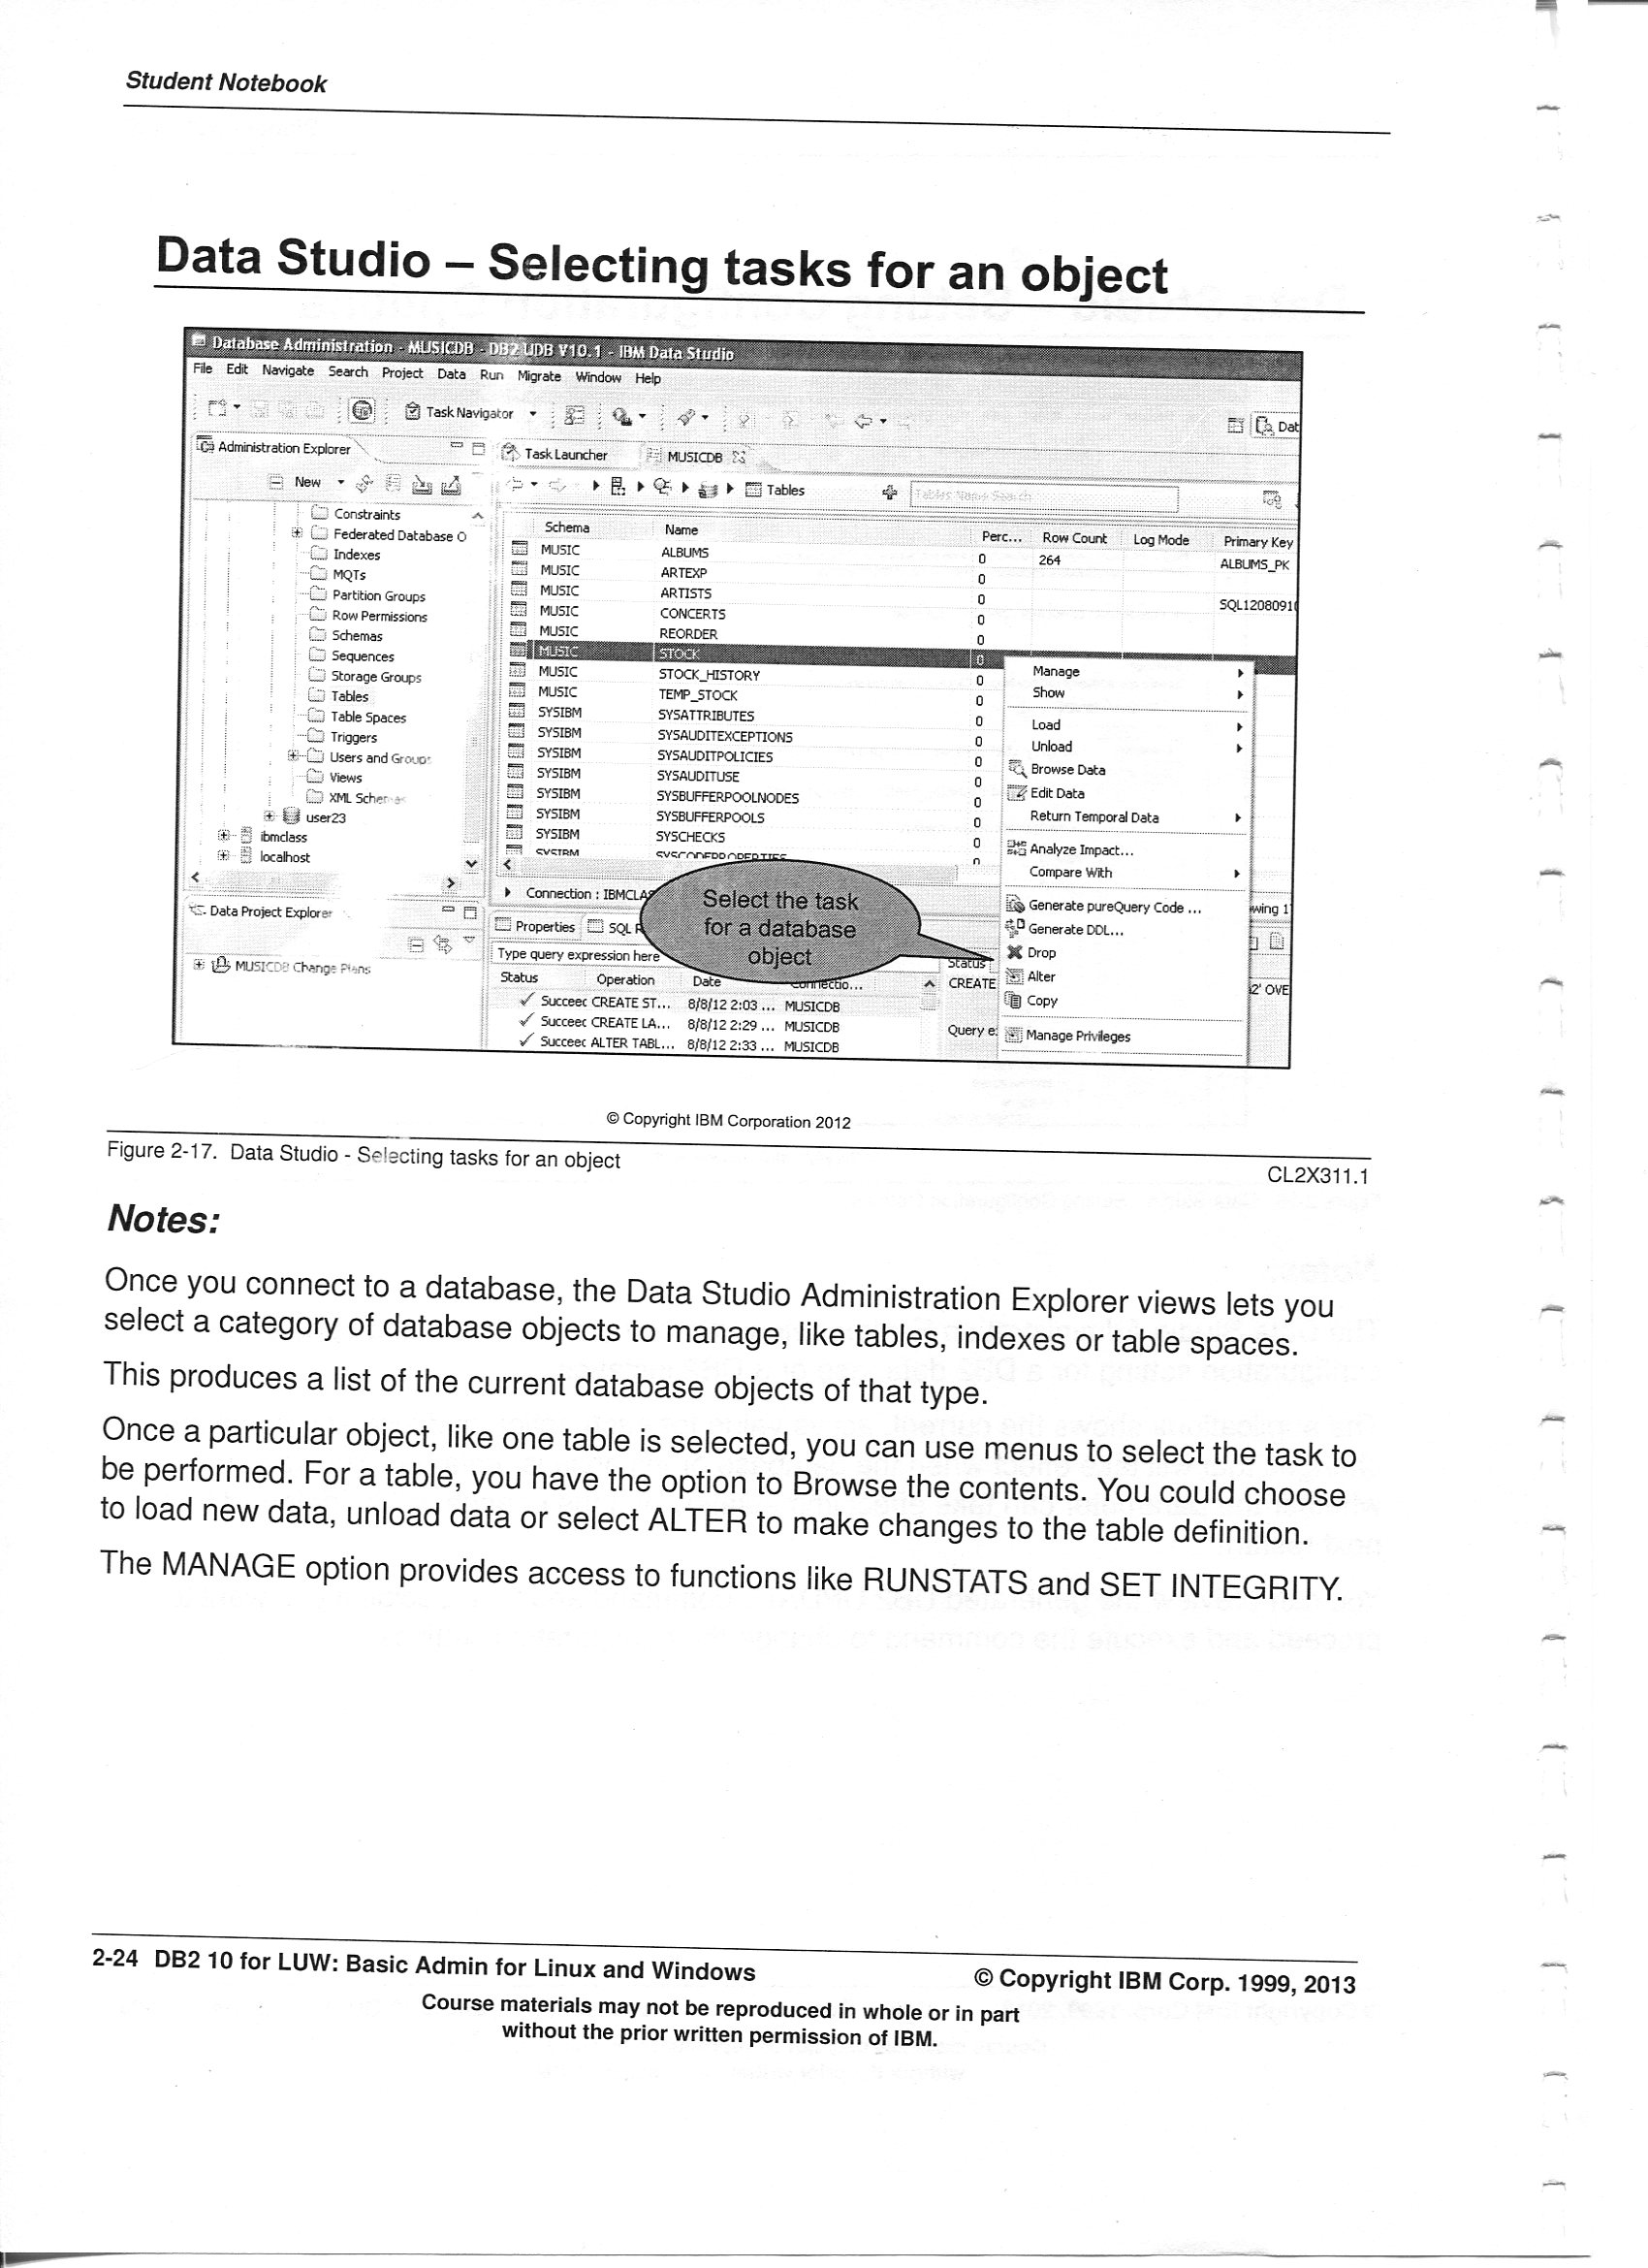 Student Notebook
Data Studio – Selecting tasks for an object
Database Administration - MUSICDB - DB2 UDB V10.1 - IBM Data Studio
File Edit Navigate Search Project Data Run Migrate Window Help
Task Navigator
Dat
Administration Explorer
Task Launcher MUSICDB
New
Tables Tables Name Search
Constraints
Federated Database O
Indexes
MQTs
Partition Groups
Row Permissions
Schemas
Sequences
Storage Groups
Tables
Table Spaces
Triggers
Users and Group
Views
XML Schemas
user23
ibmclass
localhost
Schema Name Perc... Row Count Log Mode Primary Key
MUSIC ALBUMS 0 264 ALBUMS_PK
MUSIC ARTEXP 0
MUSIC ARTISTS 0 SQL1208091
MUSIC CONCERTS 0
MUSIC REORDER 0
MUSIC STOCK 0
MUSIC STOCK_HISTORY 0
MUSIC TEMP_STOCK 0
SYSIBM SYSATTRIBUTES 0
SYSIBM SYSAUDITEXCEPTIONS 0
SYSIBM SYSAUDITPOLICIES 0
SYSIBM SYSAUDITUSE 0
SYSIBM SYSBUFFERPOOLNODES 0
SYSIBM SYSBUFFERPOOLS 0
SYSIBM SYSCHECKS 0
SYSIBM SYSCODEPROPERTIES 0
Manage
Show
Load
Unload
Browse Data
Edit Data
Return Temporal Data
Analyze Impact...
Compare With
Generate pureQuery Code ...
Generate DDL...
Drop
Alter
Copy
Manage Privileges
Connection : IBMCLA
wing 1
Select the task
for a database
object
Data Project Explorer
MUSICDB Change Plans
Properties SQL R
Type query expression here
Status
Status Operation Date Connectio...
CREATE
2' OVE
Succeec CREATE ST... 8/8/12 2:03 ... MUSICDB
Succeec CREATE LA... 8/8/12 2:29 ... MUSICDB
Succeec ALTER TABL... 8/8/12 2:33 ... MUSICDB
Query e
© Copyright IBM Corporation 2012
Figure 2-17. Data Studio - Selecting tasks for an object
CL2X311.1
Notes:
Once you connect to a database, the Data Studio Administration Explorer views lets you
select a category of database objects to manage, like tables, indexes or table spaces.
This produces a list of the current database objects of that type.
Once a particular object, like one table is selected, you can use menus to select the task to
be performed. For a table, you have the option to Browse the contents. You could choose
to load new data, unload data or select ALTER to make changes to the table definition.
The MANAGE option provides access to functions like RUNSTATS and SET INTEGRITY.
2-24 DB2 10 for LUW: Basic Admin for Linux and Windows
© Copyright IBM Corp. 1999, 2013
Course materials may not be reproduced in whole or in part
without the prior written permission of IBM.